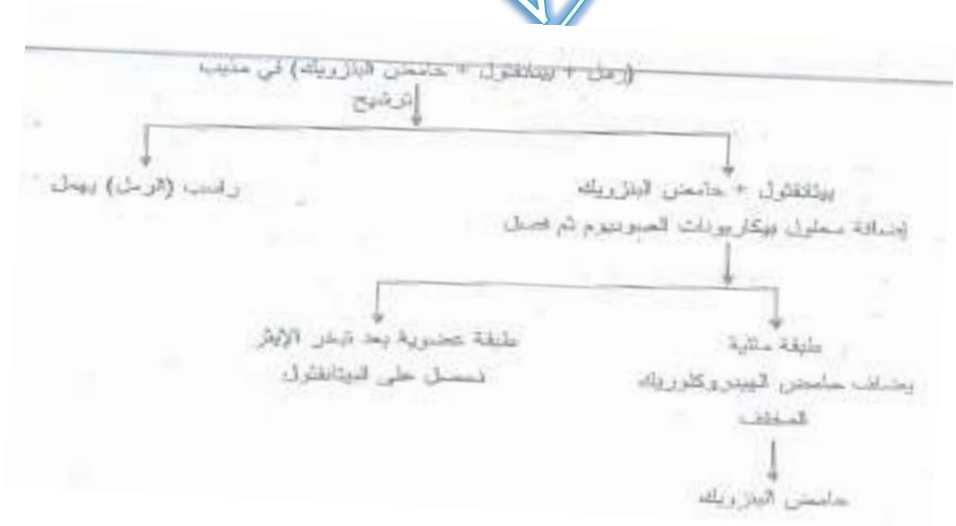 (رمل + بيتانفثول + حامض البنزويك) في مذيب
ترشيح
بيتانفثول + حامض البنزويك
راسب (الرمل) يهمل
إضافة محلول بيكاربونات الصوديوم ثم فصل
طبقة مائية
طبقة عضوية بعد تبخر الإيثر
يضاف حامض الهيدروكلوريك
نحصل على البيتانفثول
المخفف
حامض البنزويك